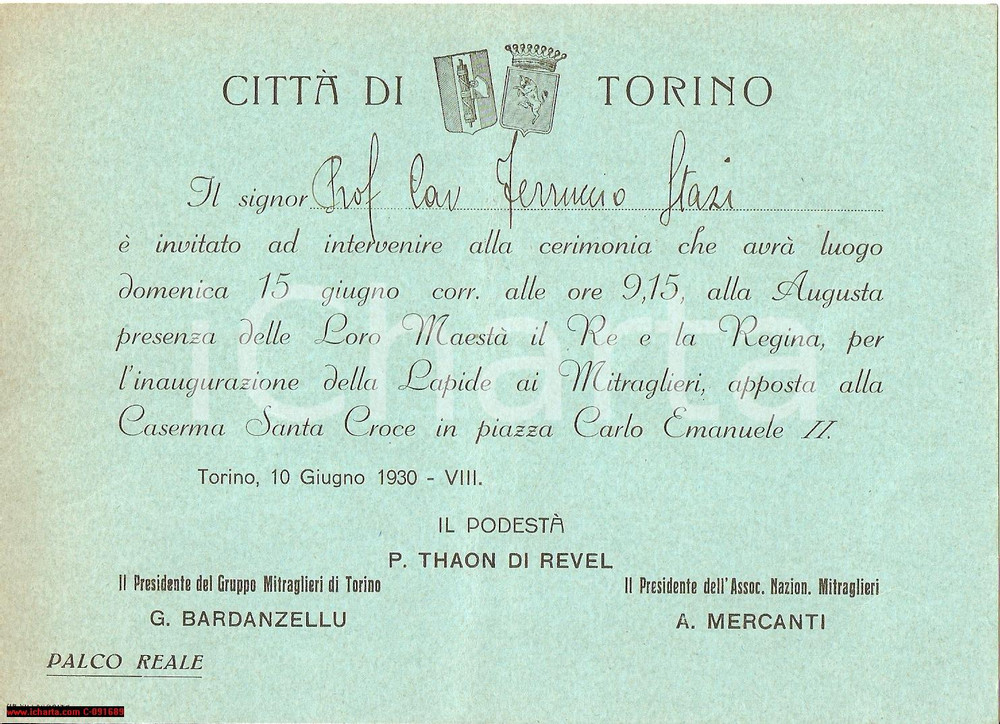 CITTÀ DI TORINO
Il signor Prof Cav Ferruccio Stazi
è invitato ad intervenire alla cerimonia che avrà luogo
domenica 15 giugno corr. alle ore 9,15, alla Augusta
presenza delle Loro Maestà il Re e la Regina, per
l'inaugurazione della Lapide ai Mitraglieri, apposta alla
Caserma Santa Croce in piazza Carlo Emanuele II.
Torino, 10 Giugno 1930 - VIII.
IL PODESTÀ
P. THAON DI REVEL
Il Presidente del Gruppo Mitraglieri di Torino
G. BARDANZELLU
Il Presidente dell'Assoc. Nazion. Mitraglieri
A. MERCANTI
PALCO REALE
www.icharta.com C-091689
iCharta